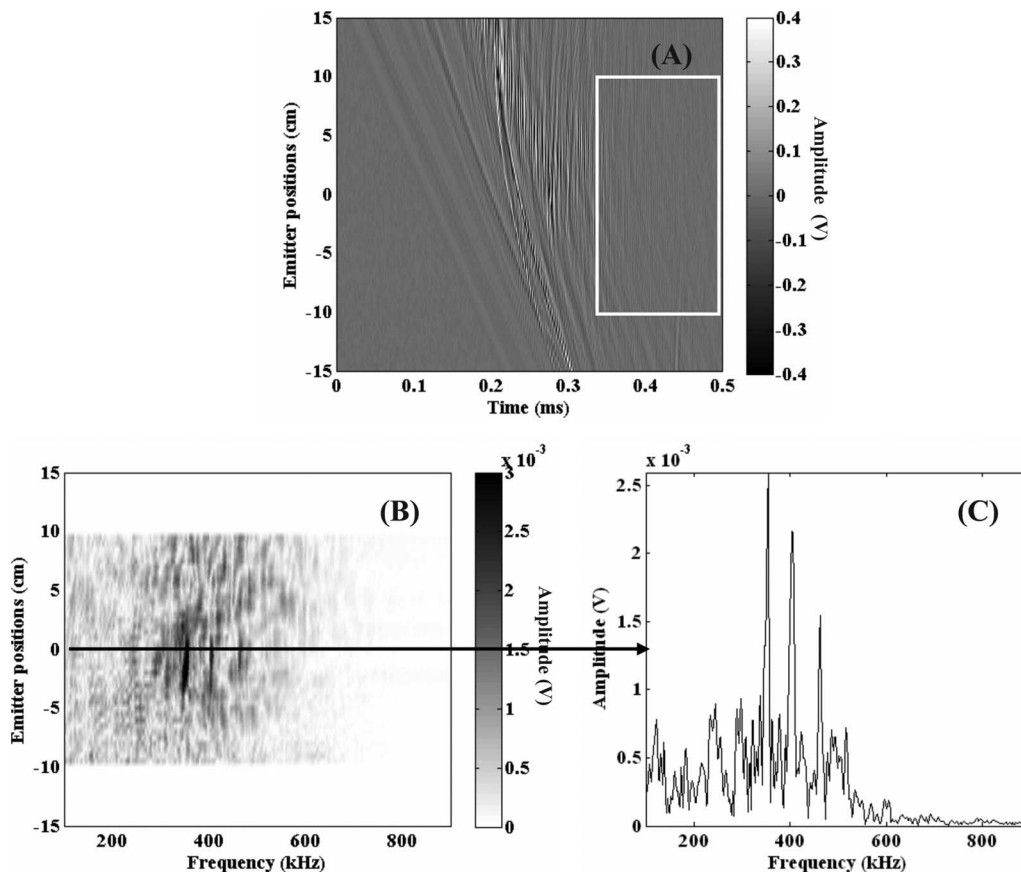 (A)
15
10
5
0
-5
-10
-15
Emitter positions (cm)
0 0.1 0.2 0.3 0.4 0.5
Time (ms)
0.4
0.3
0.2
0.1
0
-0.1
-0.2
-0.3
-0.4
Amplitude (V)
(B)
15
10
5
0
-5
-10
-15
Emitter positions (cm)
200 400 600 800
Frequency (kHz)
x 10⁻³
3
2.5
2
1.5
1
0.5
0
Amplitude (V)
(C)
x 10⁻³
2.5
2
1.5
1
0.5
0
Amplitude (V)
200 400 600 800
Frequency (kHz)